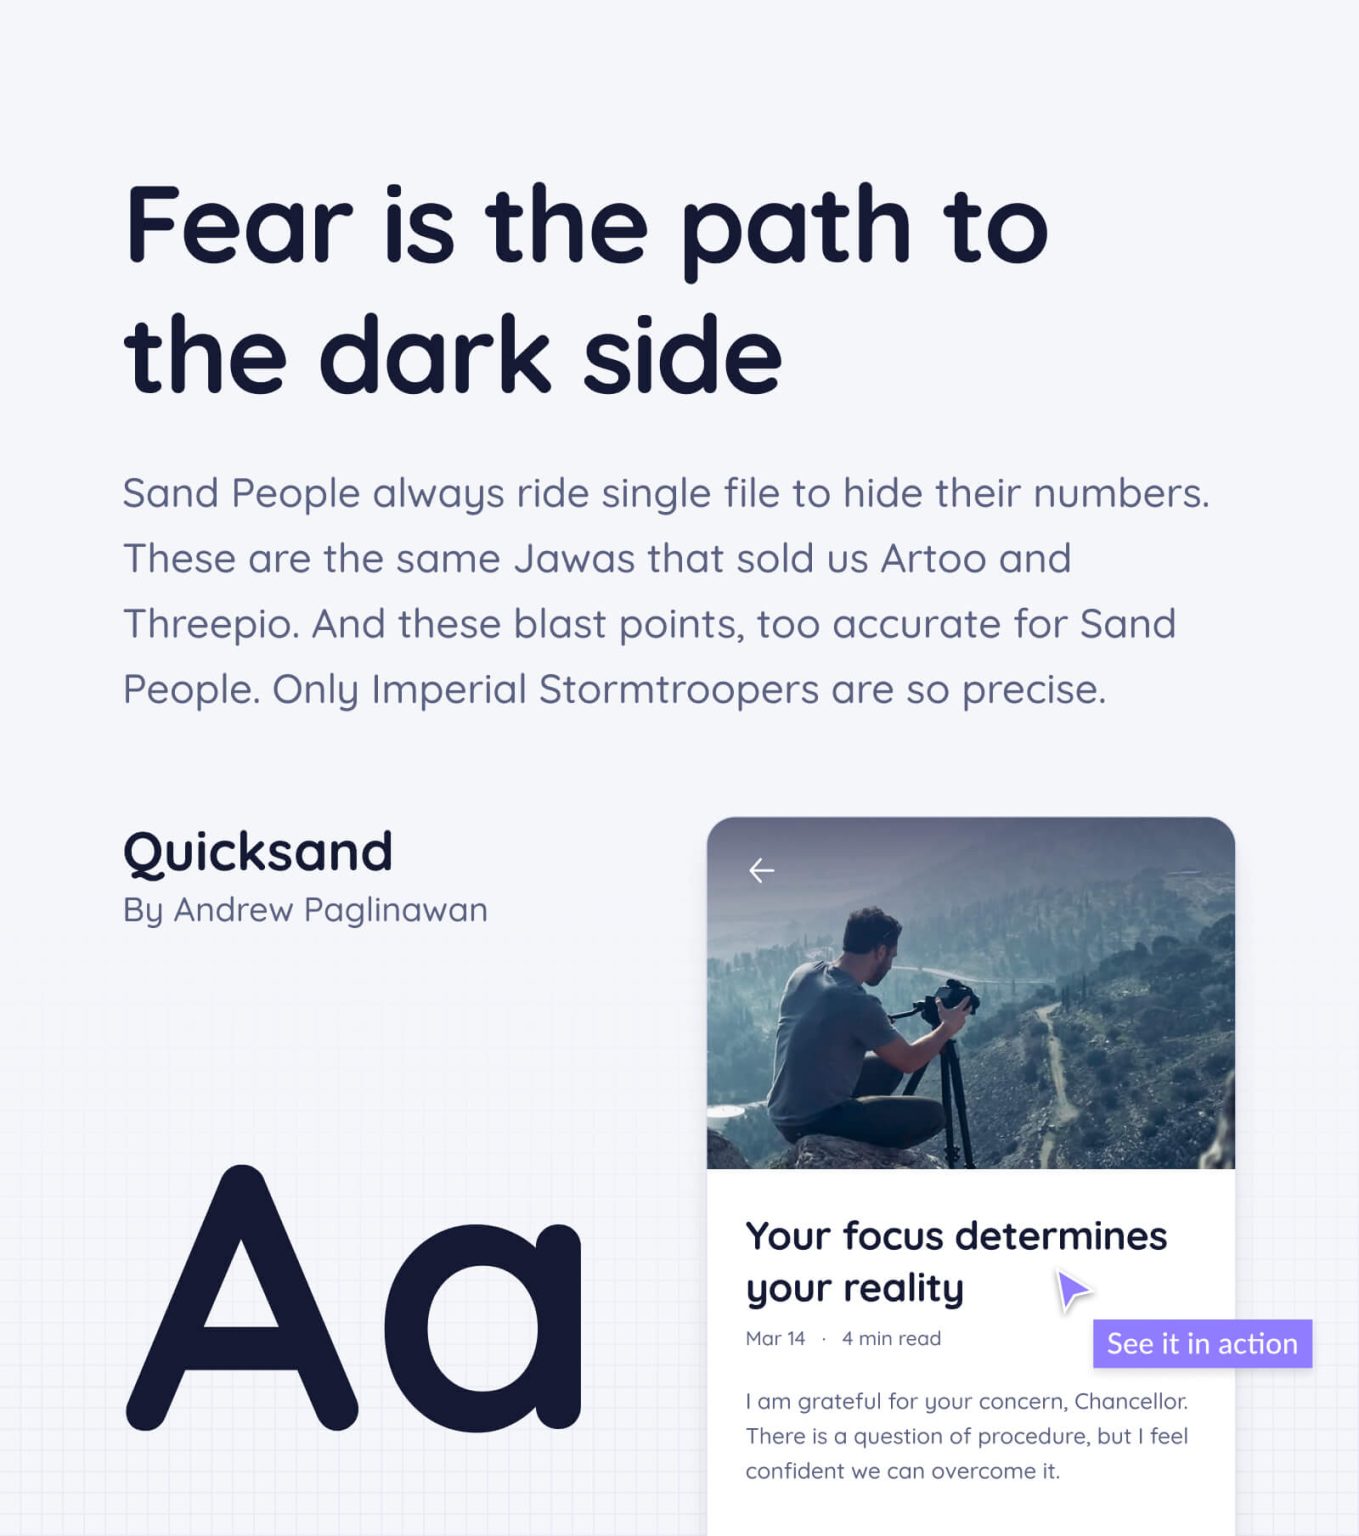 Fear is the path to
the dark side
Sand People always ride single file to hide their numbers.
These are the same Jawas that sold us Artoo and
Threepio. And these blast points, too accurate for Sand
People. Only Imperial Stormtroopers are so precise.
Quicksand
By Andrew Paglinawan
Aa
Your focus determines
your reality
Mar 14 · 4 min read
See it in action
I am grateful for your concern, Chancellor.
There is a question of procedure, but I feel
confident we can overcome it.